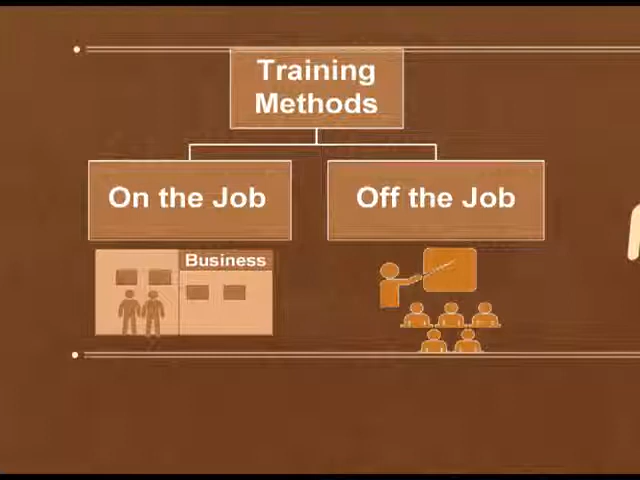 Training
Methods
On the Job
Off the Job
Business